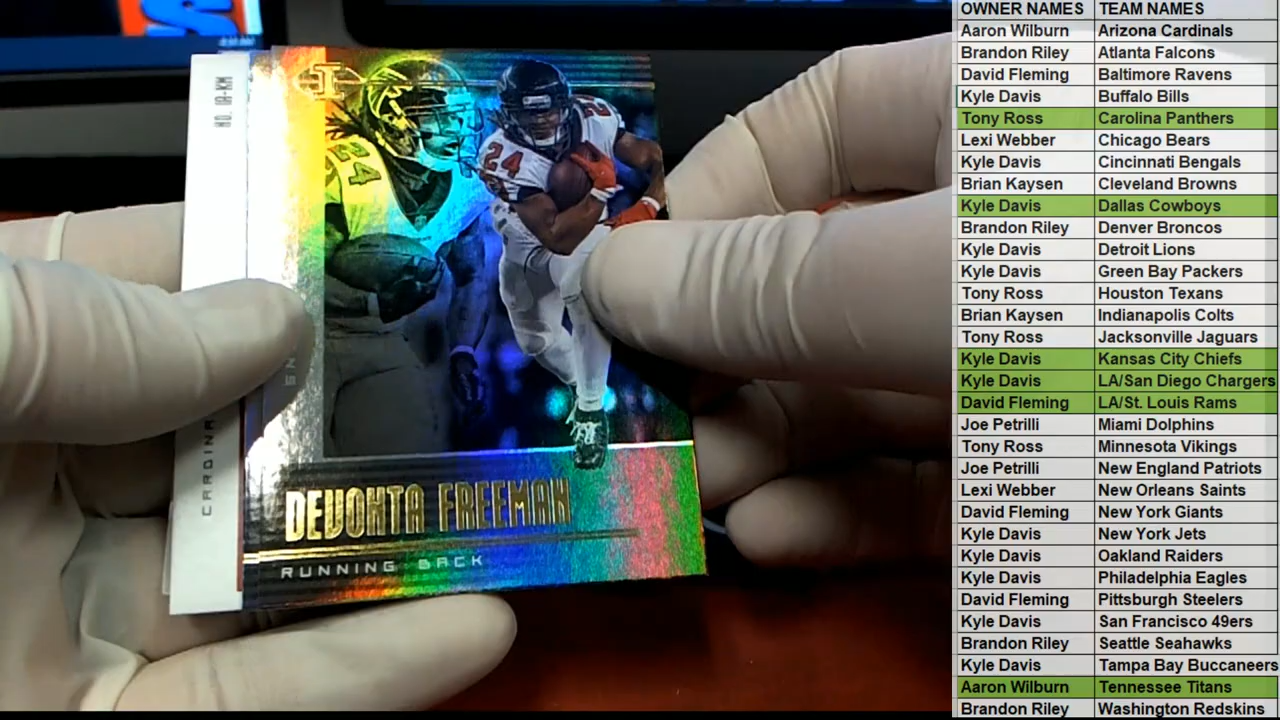 NO. IA-KM
24
24
DEVONTA FREEMAN
RUNNING BACK
CARDINA
OWNER NAMES TEAM NAMES
Aaron Wilburn Arizona Cardinals
Brandon Riley Atlanta Falcons
David Fleming Baltimore Ravens
Kyle Davis Buffalo Bills
Tony Ross Carolina Panthers
Lexi Webber Chicago Bears
Kyle Davis Cincinnati Bengals
Brian Kaysen Cleveland Browns
Kyle Davis Dallas Cowboys
Brandon Riley Denver Broncos
Kyle Davis Detroit Lions
Kyle Davis Green Bay Packers
Tony Ross Houston Texans
Brian Kaysen Indianapolis Colts
Tony Ross Jacksonville Jaguars
Kyle Davis Kansas City Chiefs
Kyle Davis LA/San Diego Chargers
David Fleming LA/St. Louis Rams
Joe Petrilli Miami Dolphins
Tony Ross Minnesota Vikings
Joe Petrilli New England Patriots
Lexi Webber New Orleans Saints
David Fleming New York Giants
Kyle Davis New York Jets
Kyle Davis Oakland Raiders
Kyle Davis Philadelphia Eagles
David Fleming Pittsburgh Steelers
Kyle Davis San Francisco 49ers
Brandon Riley Seattle Seahawks
Kyle Davis Tampa Bay Buccaneers
Aaron Wilburn Tennessee Titans
Brandon Riley Washington Redskins